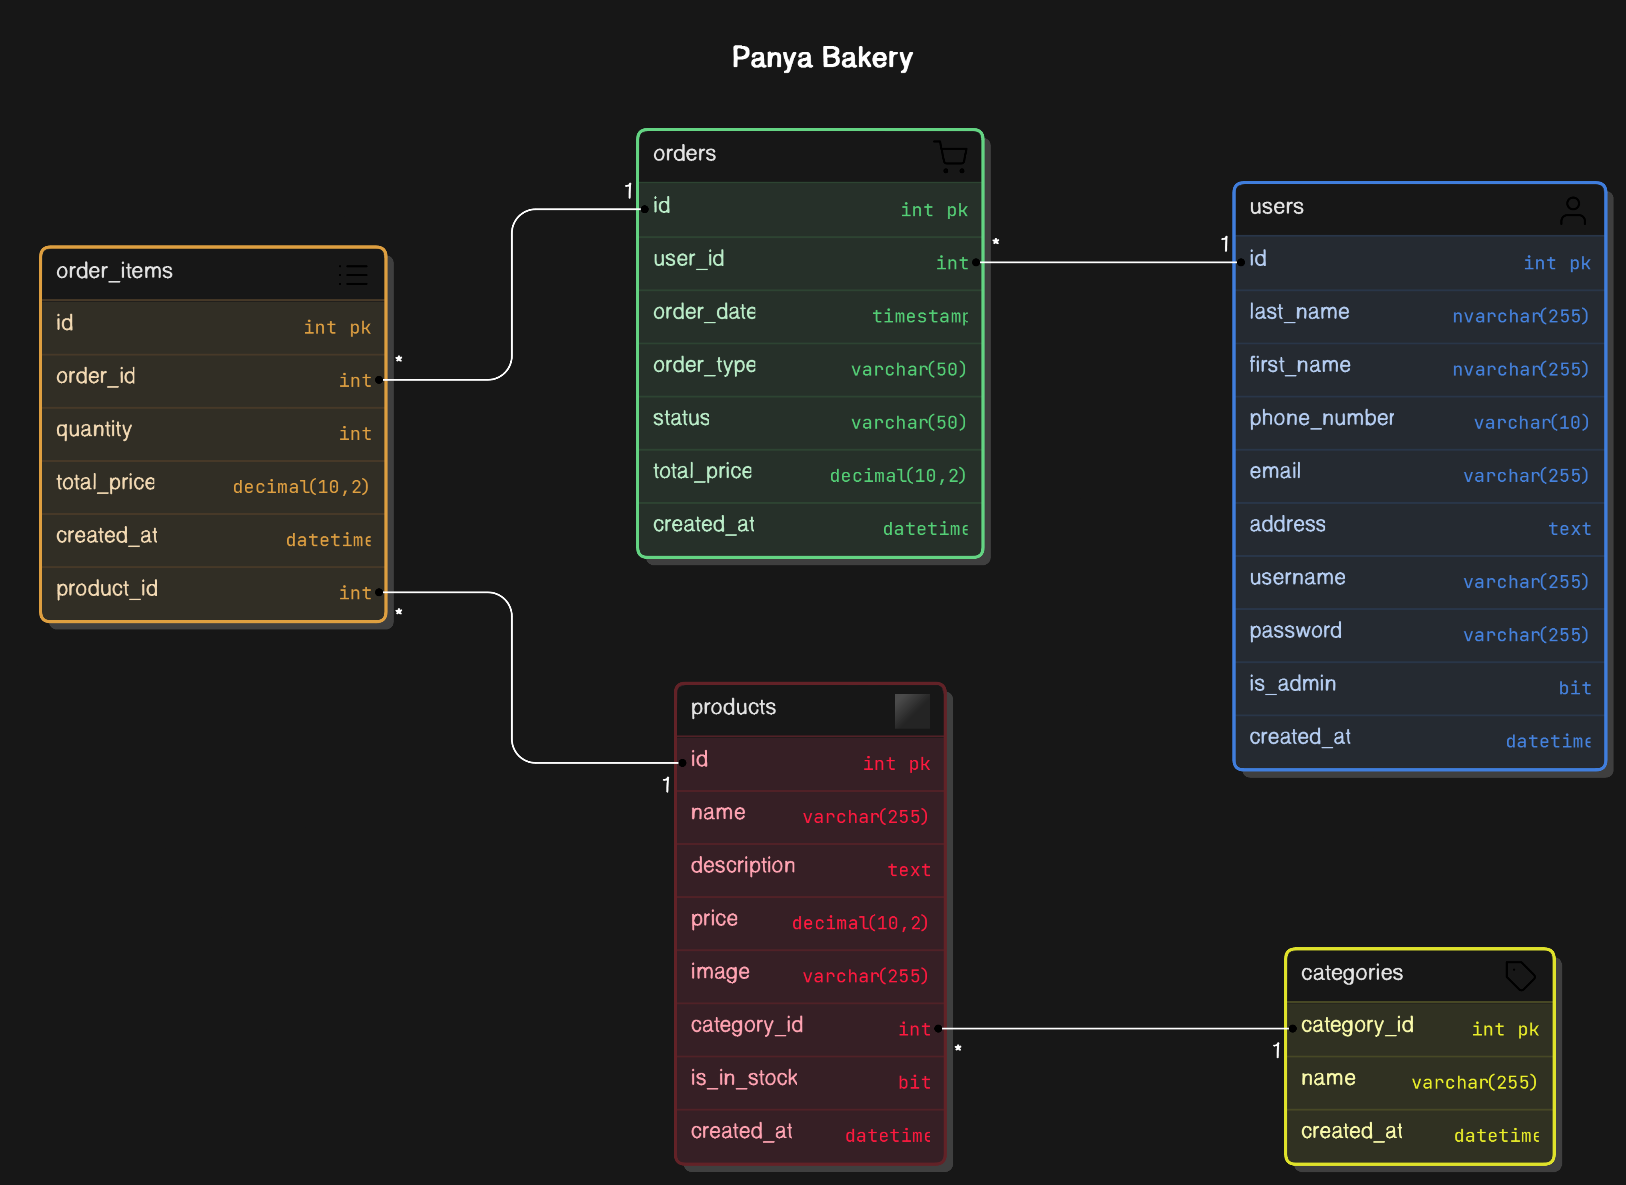 Panya Bakery
order_items
id int pk
order_id int
quantity int
total_price decimal(10,2)
created_at datetime
product_id int
*
*
orders
1
id int pk
user_id int
order_date timestamp
order_type varchar(50)
status varchar(50)
total_price decimal(10,2)
created_at datetime
*
users
1
id int pk
last_name nvarchar(255)
first_name nvarchar(255)
phone_number varchar(10)
email varchar(255)
address text
username varchar(255)
password varchar(255)
is_admin bit
created_at datetime
products
id int pk
1
name varchar(255)
description text
price decimal(10,2)
image varchar(255)
category_id int
*
is_in_stock bit
created_at datetime
categories
category_id int pk
1
name varchar(255)
created_at datetime